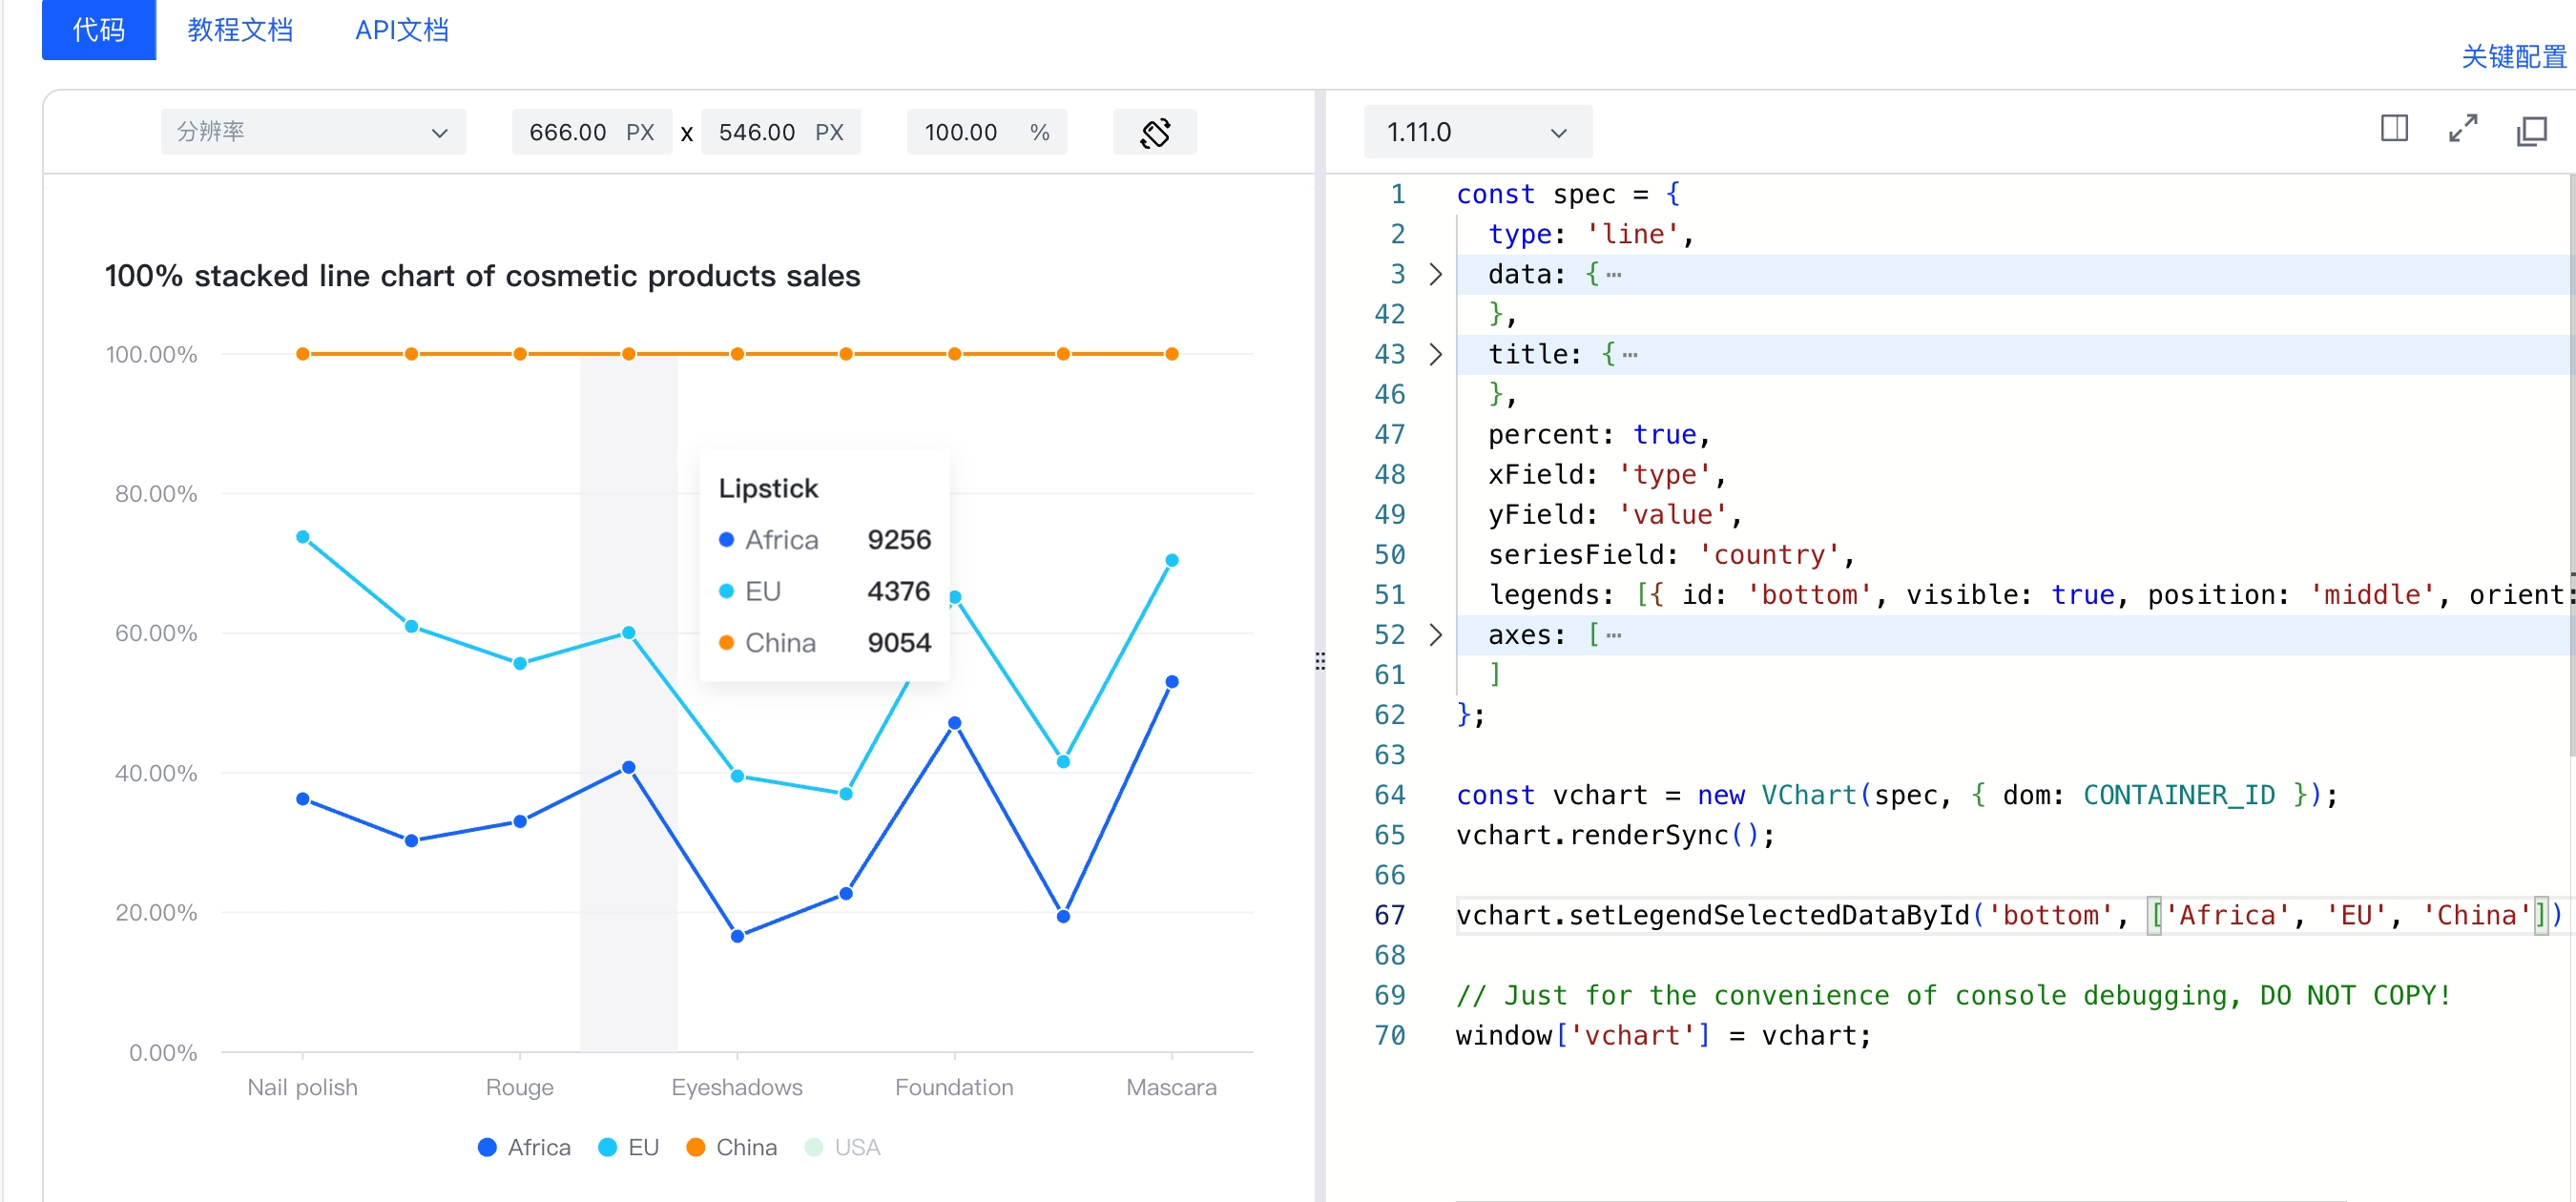 代码 教程文档 API文档
关键配置
分辨率 666.00 PX x 546.00 PX 100.00 %
100% stacked line chart of cosmetic products sales
100.00%
80.00%
60.00%
40.00%
20.00%
0.00%
Lipstick
Africa 9256
EU 4376
China 9054
Nail polish Rouge Eyeshadows Foundation Mascara
Africa EU China USA
1.11.0
1 const spec = {
2 type: 'line',
3 data: {⋯
42 },
43 title: {⋯
46 },
47 percent: true,
48 xField: 'type',
49 yField: 'value',
50 seriesField: 'country',
51 legends: [{ id: 'bottom', visible: true, position: 'middle', orient:
52 axes: [⋯
61 ]
62 };
63
64 const vchart = new VChart(spec, { dom: CONTAINER_ID });
65 vchart.renderSync();
66
67 vchart.setLegendSelectedDataById('bottom', ['Africa', 'EU', 'China'])
68
69 // Just for the convenience of console debugging, DO NOT COPY!
70 window['vchart'] = vchart;